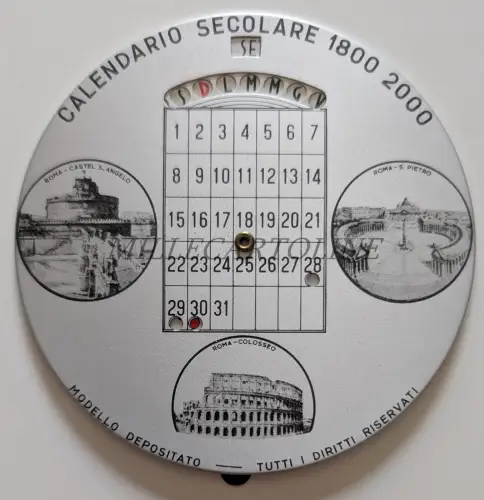 CALENDARIO SECOLARE 1800 2000
SE
S D L M M G V
1 2 3 4 5 6 7
8 9 10 11 12 13 14
15 16 17 18 19 20 21
22 23 24 25 26 27 28
29 30 31
ROMA - CASTEL S. ANGELO
ROMA - S. PIETRO
MILLECARTOLINE
ROMA - COLOSSEO
MODELLO DEPOSITATO — TUTTI I DIRITTI RISERVATI